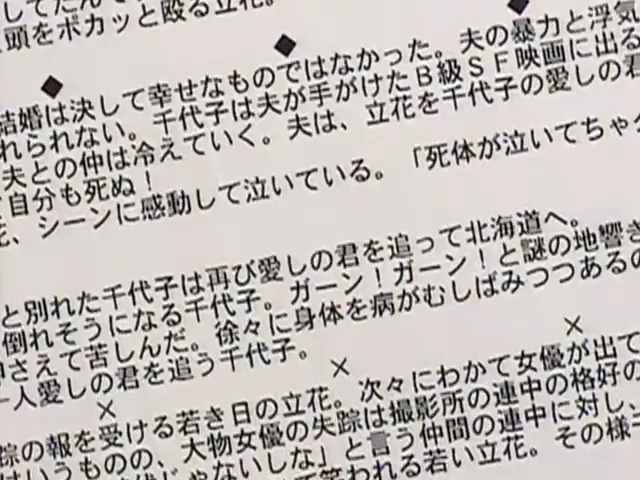 頭をポカッと殴る立花。
◆ ◆ ◆
結婚は決して幸せなものではなかった。夫の暴力と浮気
れられない。千代子は夫が手がけたB級SF映画に出る
夫との仲は冷えていく。夫は、立花を千代子の愛しの君
自分も死ぬ!
、シーンに感動して泣いている。「死体が泣いてちゃ
と別れた千代子は再び愛しの君を追って北海道へ。
倒れそうになる千代子。ガーン!ガーン!と謎の地響き
さえて苦しんだ。徐々に身体を病がむしばみつつあるの
一人愛しの君を追う千代子。
× × ×
踪の報を受ける若き日の立花。次々にわかて女優が出て
はいうものの、大物女優の失踪は撮影所の連中の格好の
じゃないしな」と言う仲間の連中に対し、
て笑われる若い立花。その様子